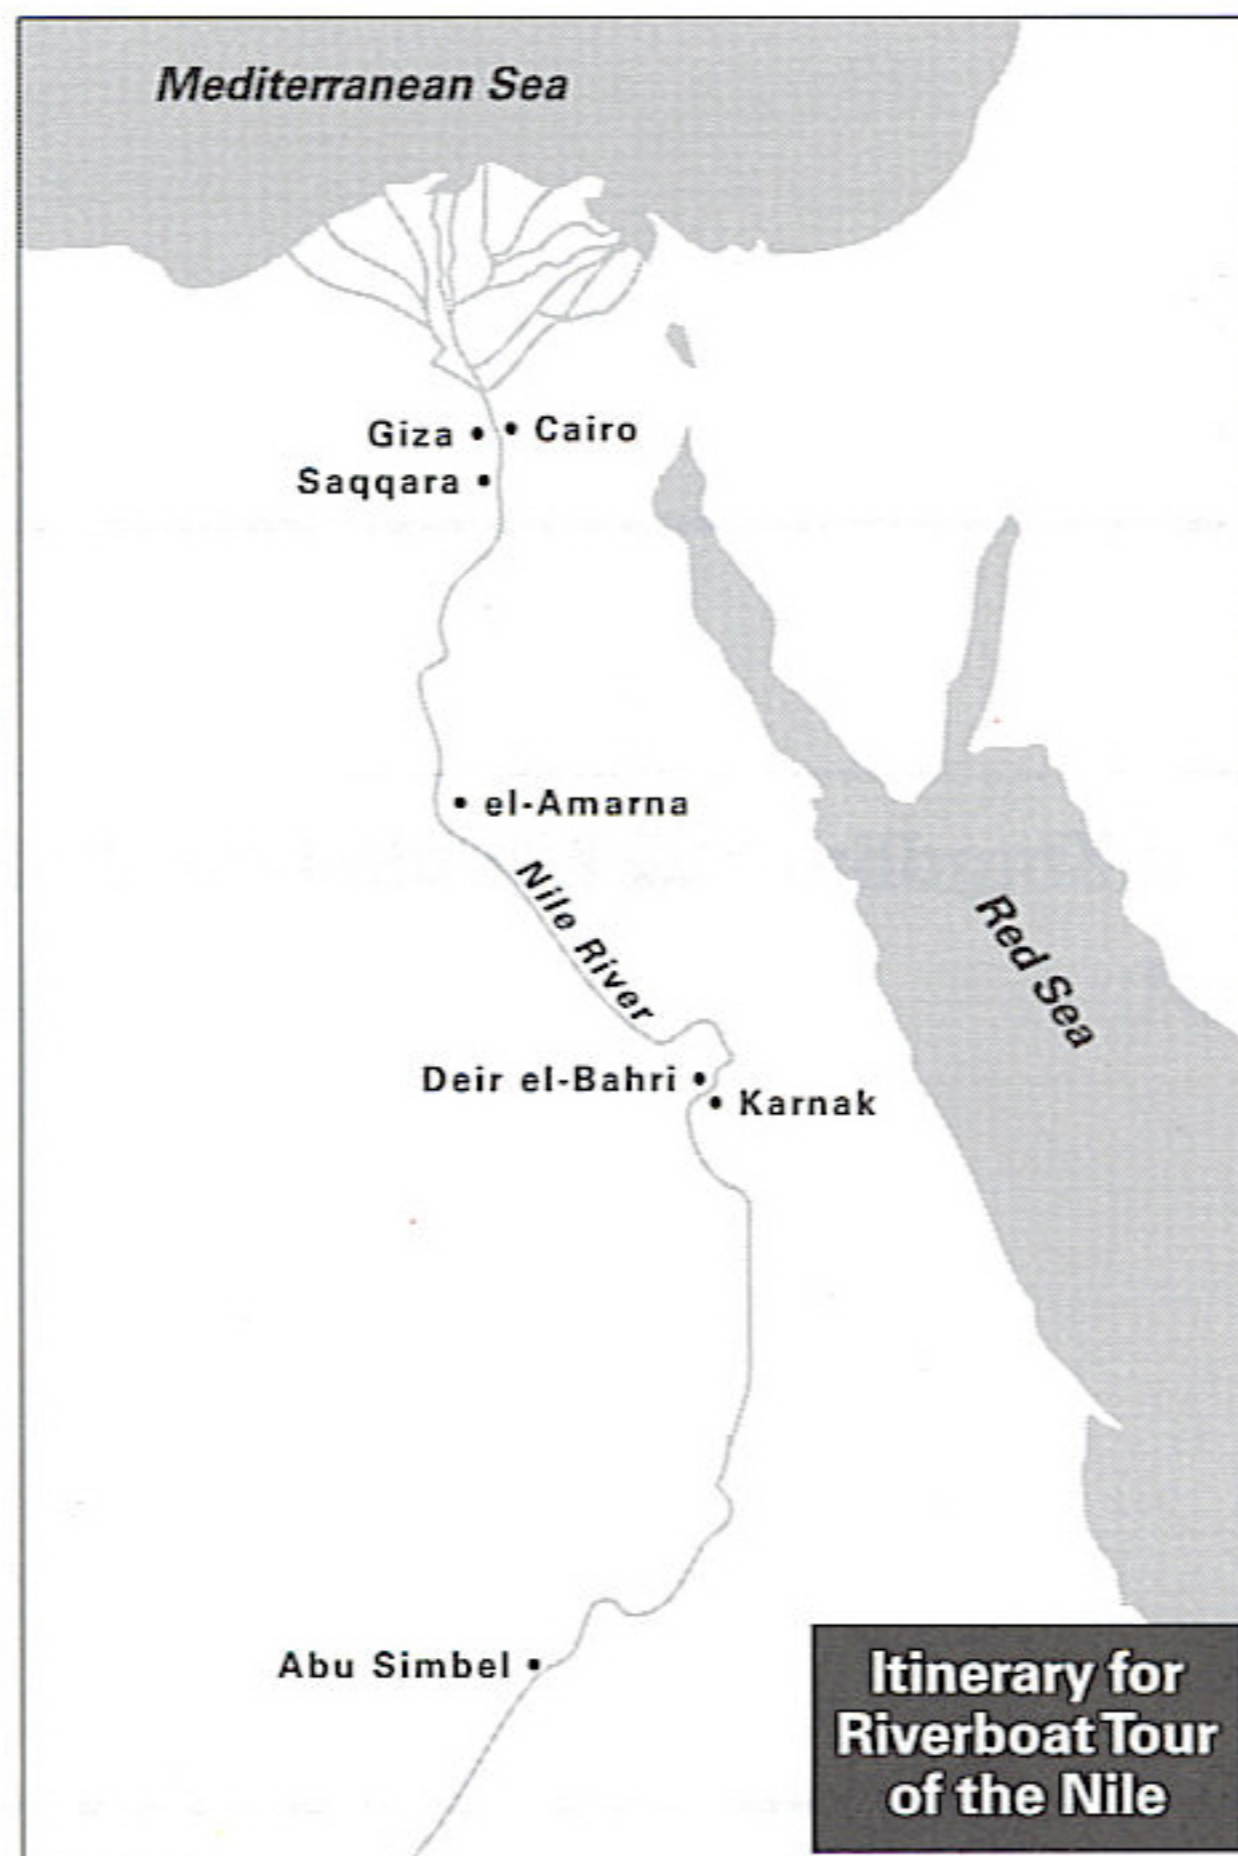 Mediterranean Sea
Giza
Cairo
Saqqara
el-Amarna
Nile River
Red Sea
Deir el-Bahri
Karnak
Abu Simbel
Itinerary for
Riverboat Tour
of the Nile